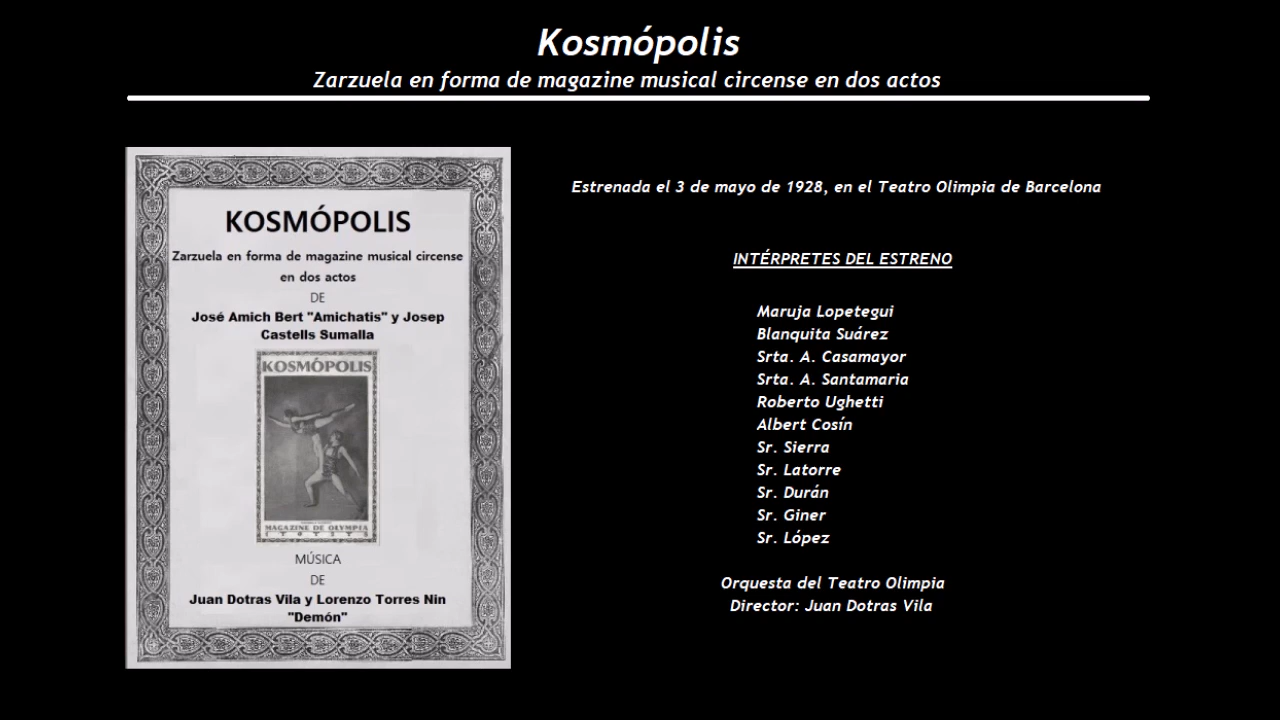 Kosmópolis
Zarzuela en forma de magazine musical circense en dos actos
KOSMÓPOLIS
Zarzuela en forma de magazine musical circense
en dos actos
DE
José Amich Bert "Amichatis" y Josep
Castells Sumalla
KOSMÓPOLIS
MAGAZINE DE OLYMPIA
MÚSICA
DE
Juan Dotras Vila y Lorenzo Torres Nin
"Demón"
Estrenada el 3 de mayo de 1928, en el Teatro Olimpia de Barcelona
INTÉRPRETES DEL ESTRENO
Maruja Lopetegui
Blanquita Suárez
Srta. A. Casamayor
Srta. A. Santamaria
Roberto Ughetti
Albert Cosín
Sr. Sierra
Sr. Latorre
Sr. Durán
Sr. Giner
Sr. López
Orquesta del Teatro Olimpia
Director: Juan Dotras Vila